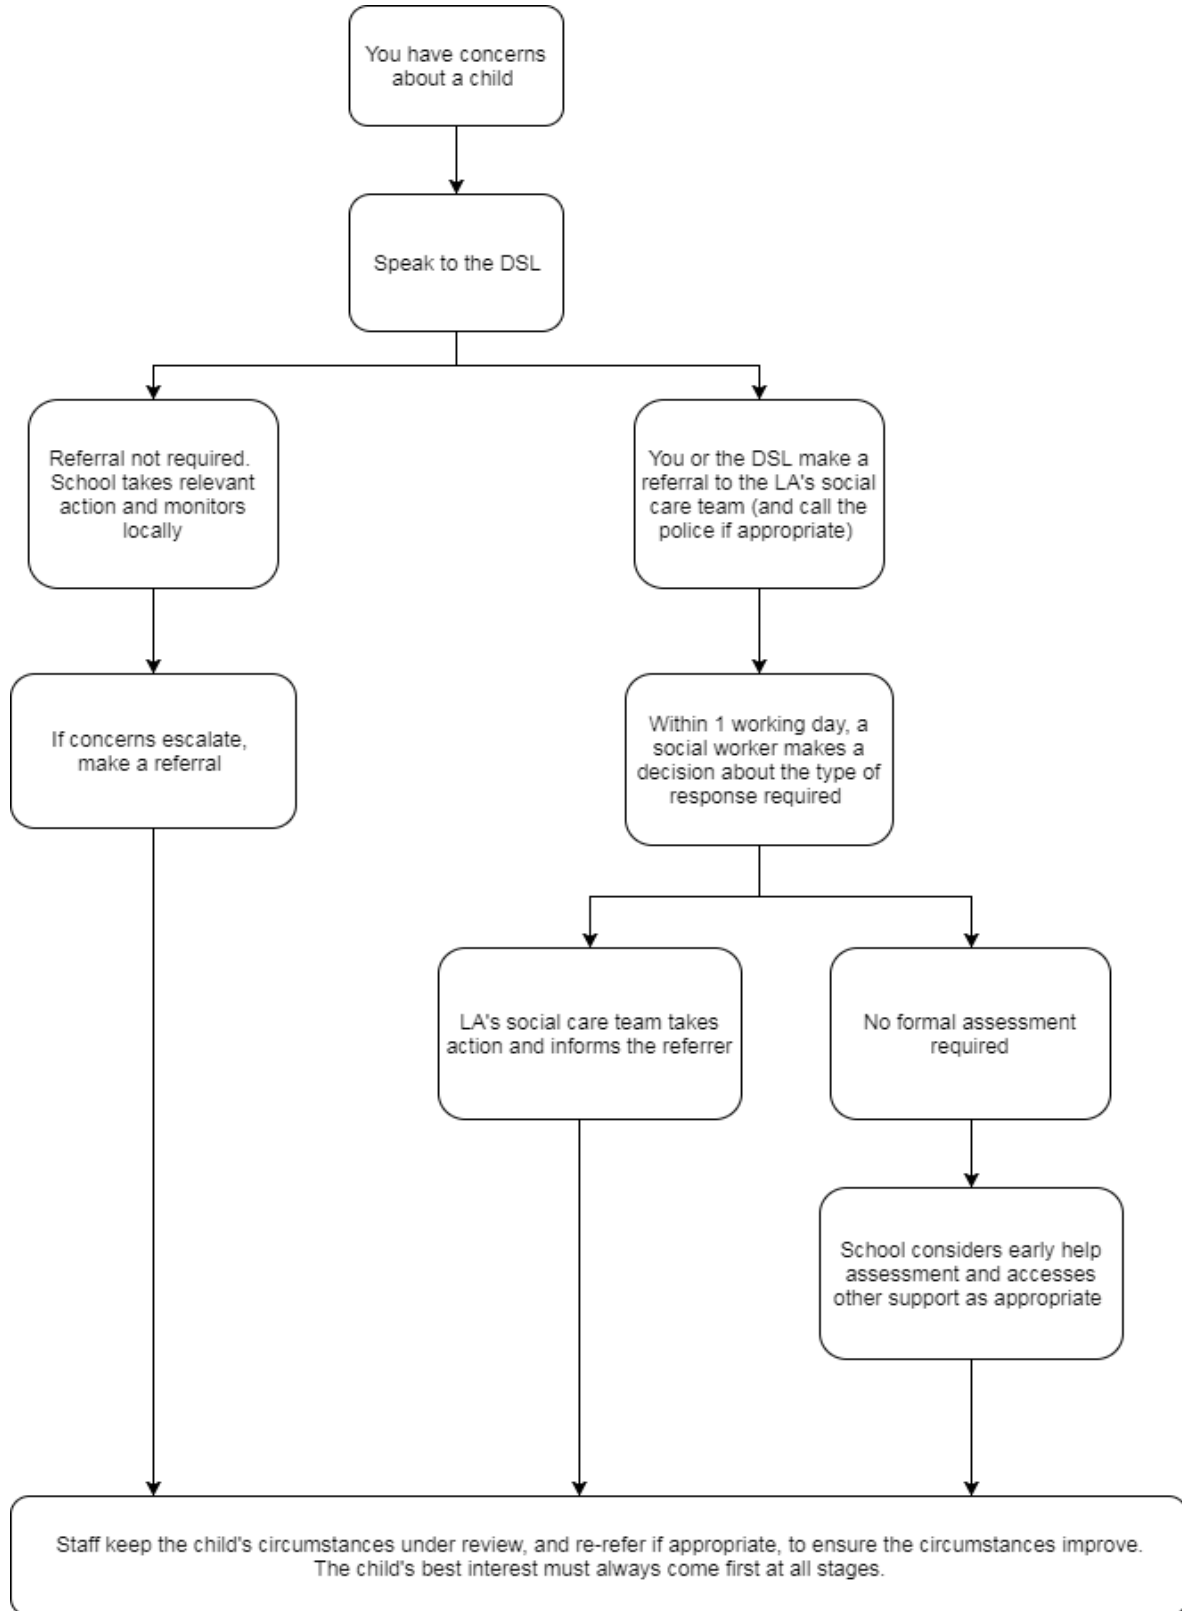 You have concerns
about a child
Speak to the DSL
Referral not required.
School takes relevant
action and monitors
locally
You or the DSL make a
referral to the LA's social
care team (and call the
police if appropriate)
If concerns escalate,
make a referral
Within 1 working day, a
social worker makes a
decision about the type of
response required
LA's social care team takes
action and informs the referrer
No formal assessment
required
School considers early help
assessment and accesses
other support as appropriate
Staff keep the child's circumstances under review, and re-refer if appropriate, to ensure the circumstances improve.
The child's best interest must always come first at all stages.